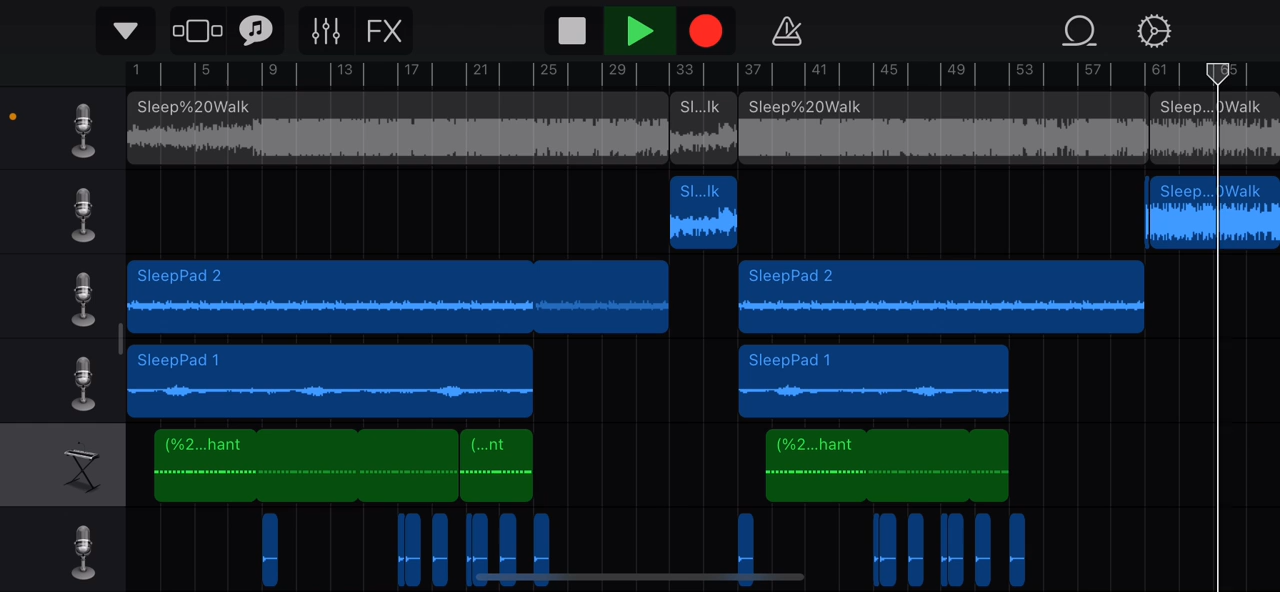 FX
1 5 9 13 17 21 25 29 33 37 41 45 49 53 57 61 65
Sleep%20Walk Sl...lk Sleep%20Walk Sleep...0Walk
Sl...lk Sleep...0Walk
SleepPad 2 SleepPad 2
SleepPad 1 SleepPad 1
(%2...hant (...nt (%2...hant